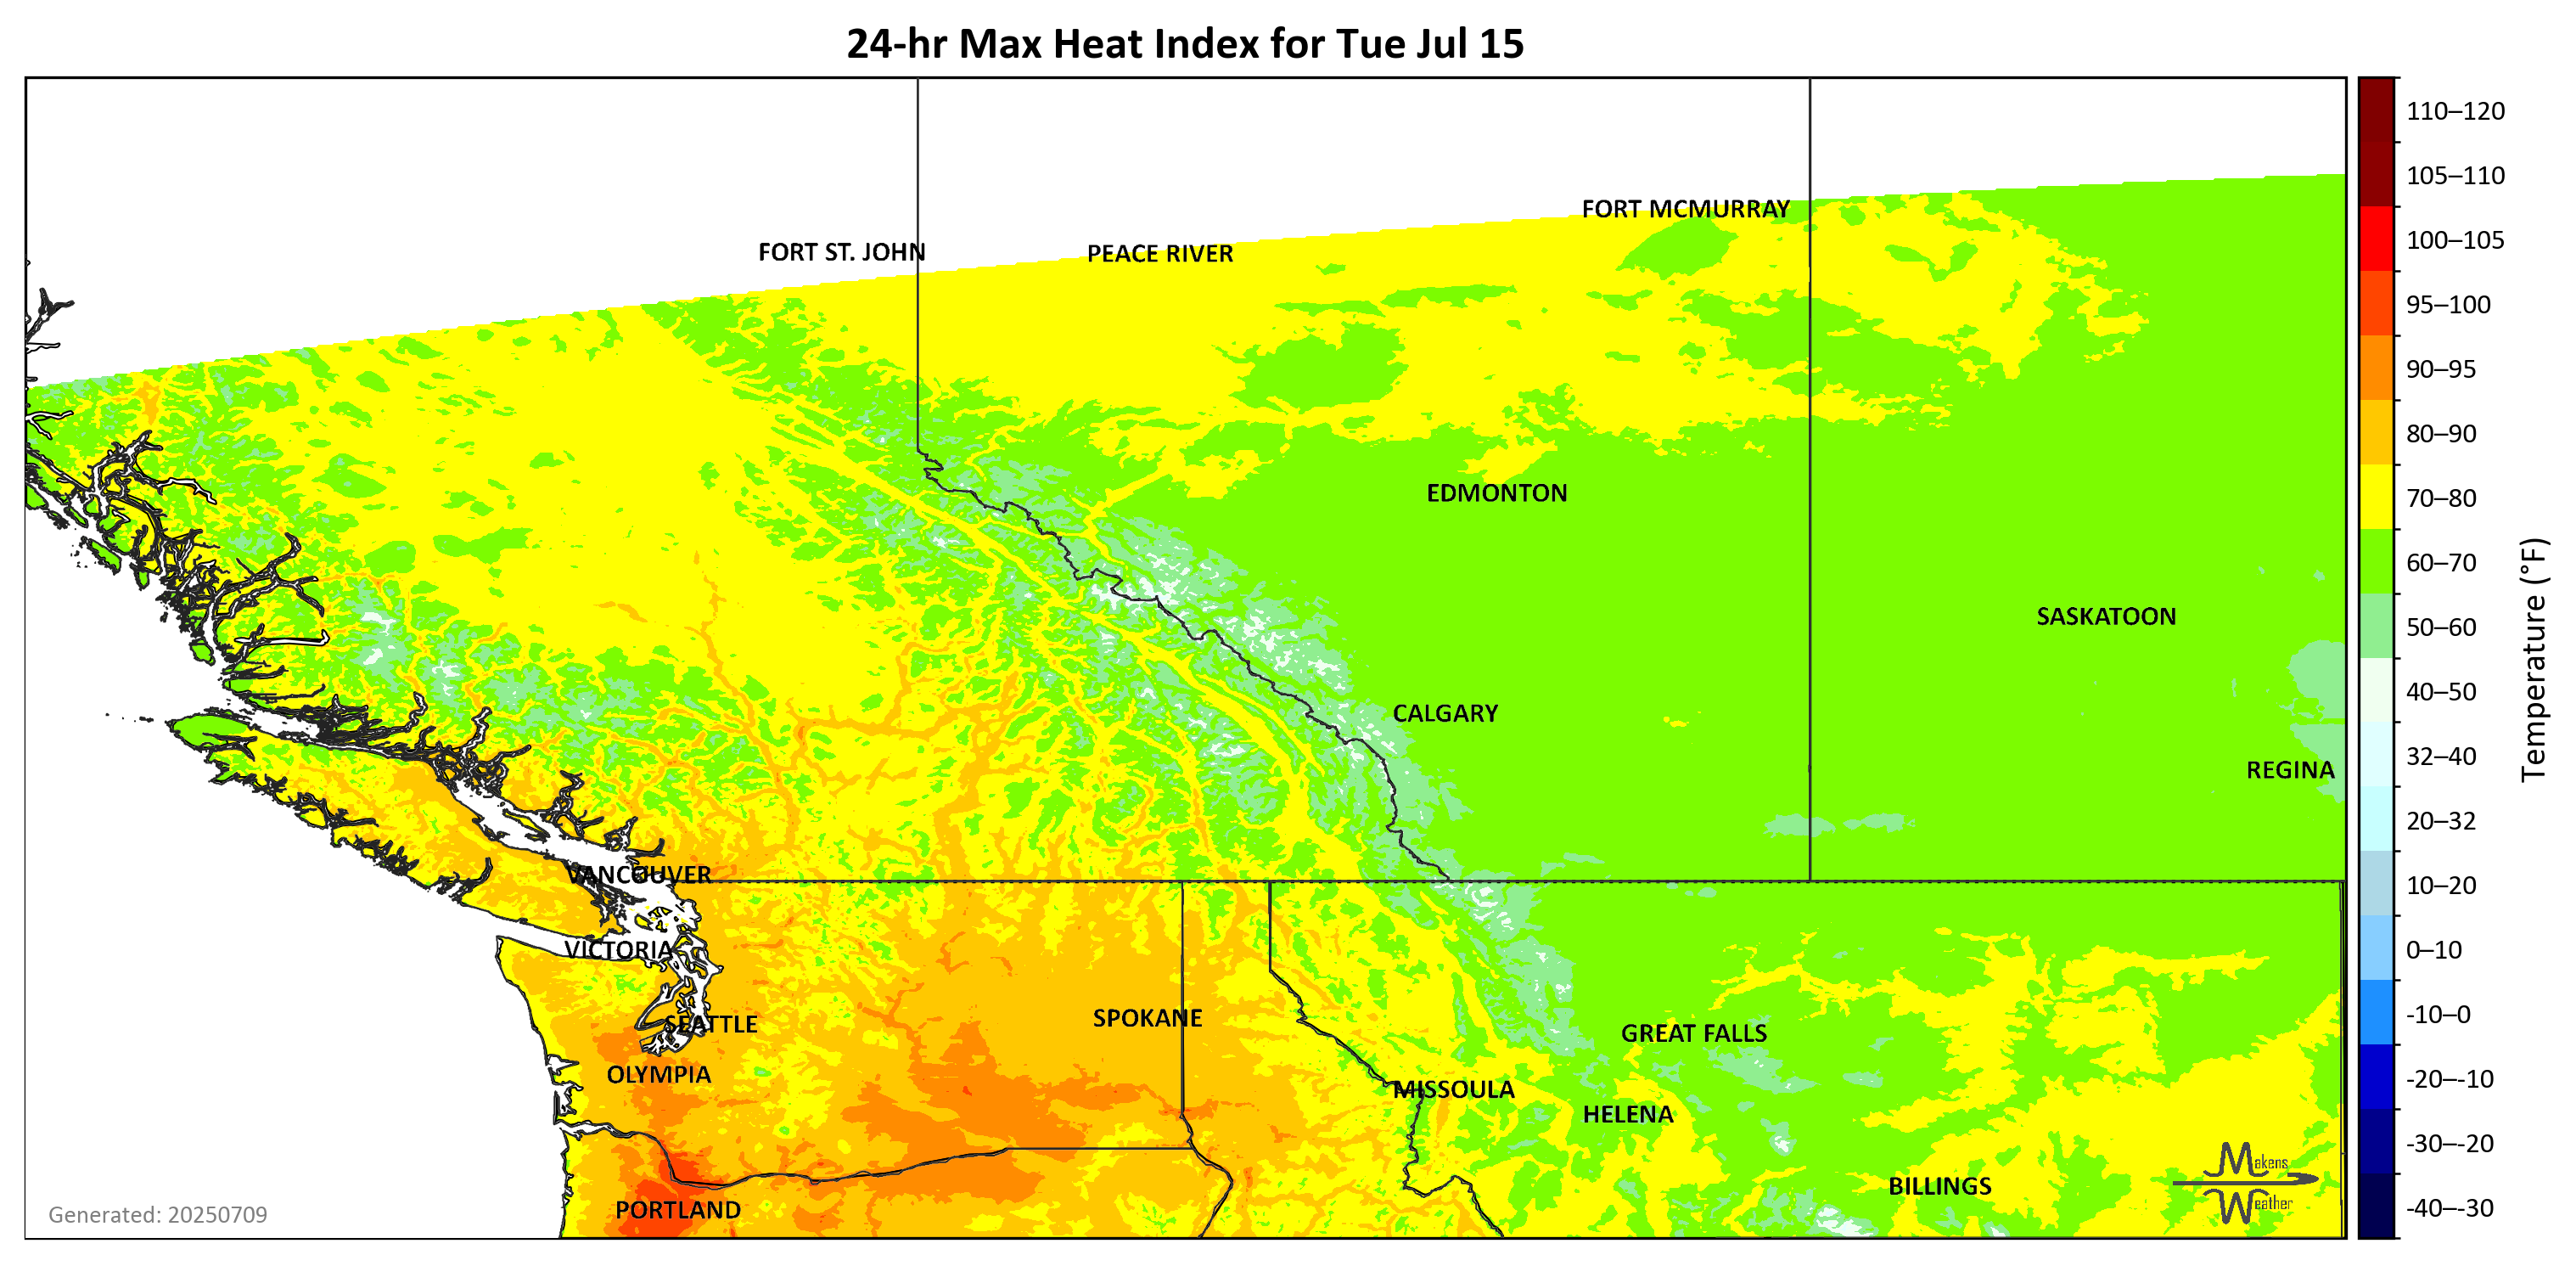 24-hr Max Heat Index for Tue Jul 15
110–120
105–110
FORT MCMURRAY
100–105
FORT ST. JOHN
PEACE RIVER
95–100
90–95
80–90
EDMONTON
70–80
60–70
SASKATOON
50–60
Temperature (°F)
40–50
CALGARY
32–40
REGINA
20–32
VANCOUVER
10–20
VICTORIA
0–10
SPOKANE
-10–0
SEATTLE
GREAT FALLS
OLYMPIA
-20–-10
MISSOULA
HELENA
-30–-20
Makens
Weather
BILLINGS
PORTLAND
-40–-30
Generated: 20250709